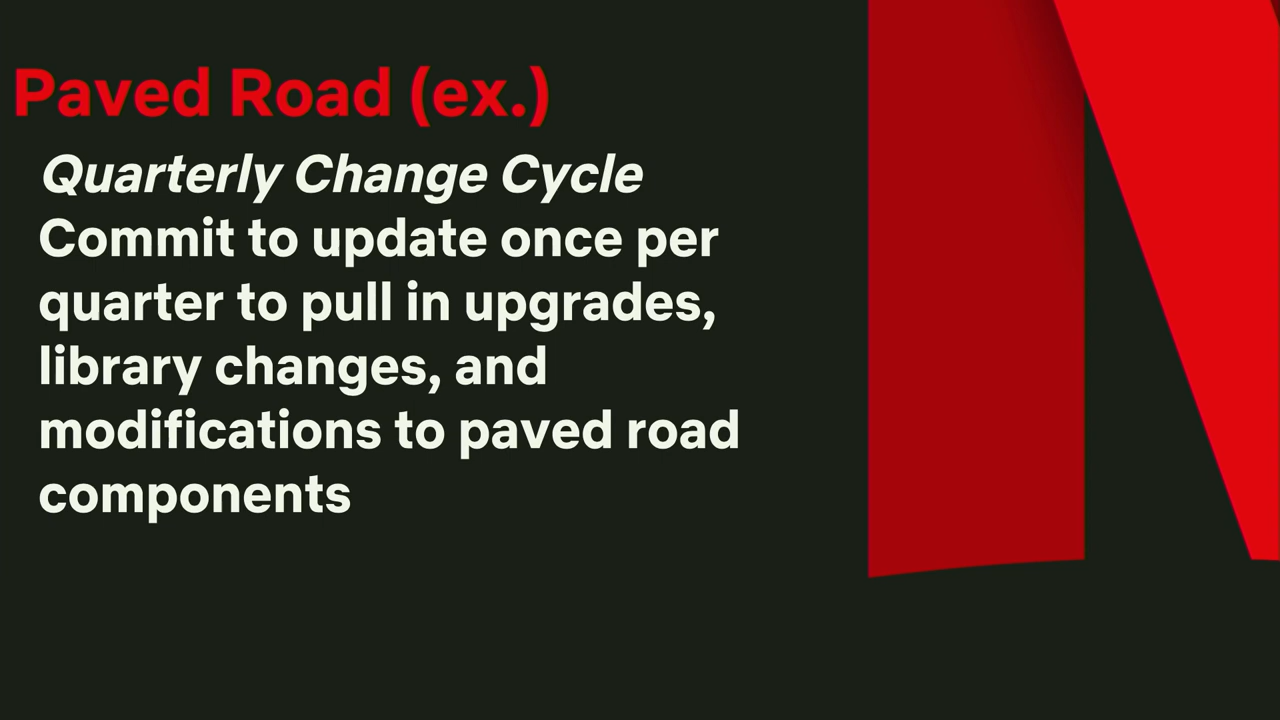 Paved Road (ex.)
Quarterly Change Cycle
Commit to update once per
quarter to pull in upgrades,
library changes, and
modifications to paved road
components